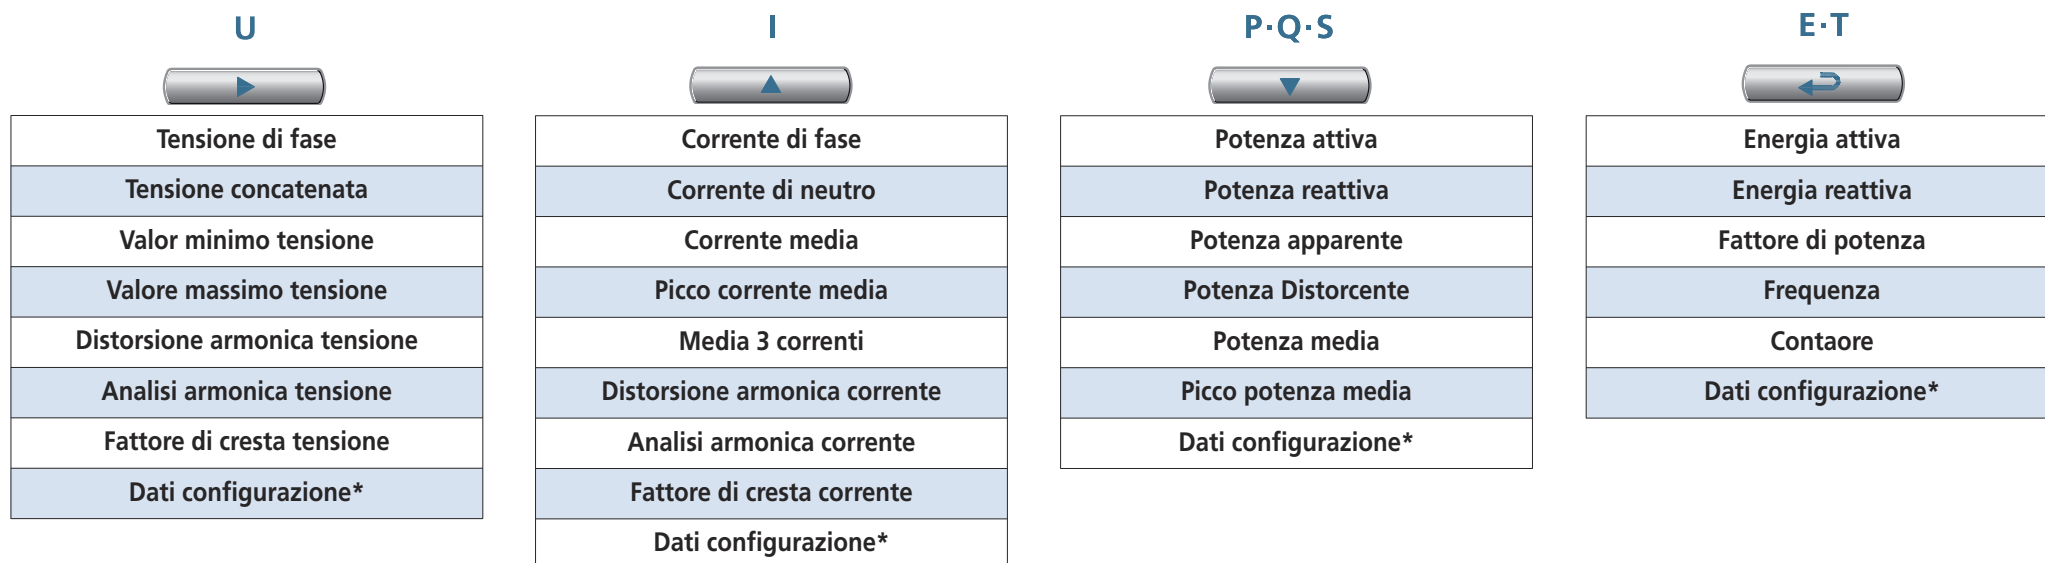 U
Tensione di fase
Tensione concatenata
Valor minimo tensione
Valore massimo tensione
Distorsione armonica tensione
Analisi armonica tensione
Fattore di cresta tensione
Dati configurazione*
I
Corrente di fase
Corrente di neutro
Corrente media
Picco corrente media
Media 3 correnti
Distorsione armonica corrente
Analisi armonica corrente
Fattore di cresta corrente
Dati configurazione*
P·Q·S
Potenza attiva
Potenza reattiva
Potenza apparente
Potenza Distorcente
Potenza media
Picco potenza media
Dati configurazione*
E·T
Energia attiva
Energia reattiva
Fattore di potenza
Frequenza
Contaore
Dati configurazione*